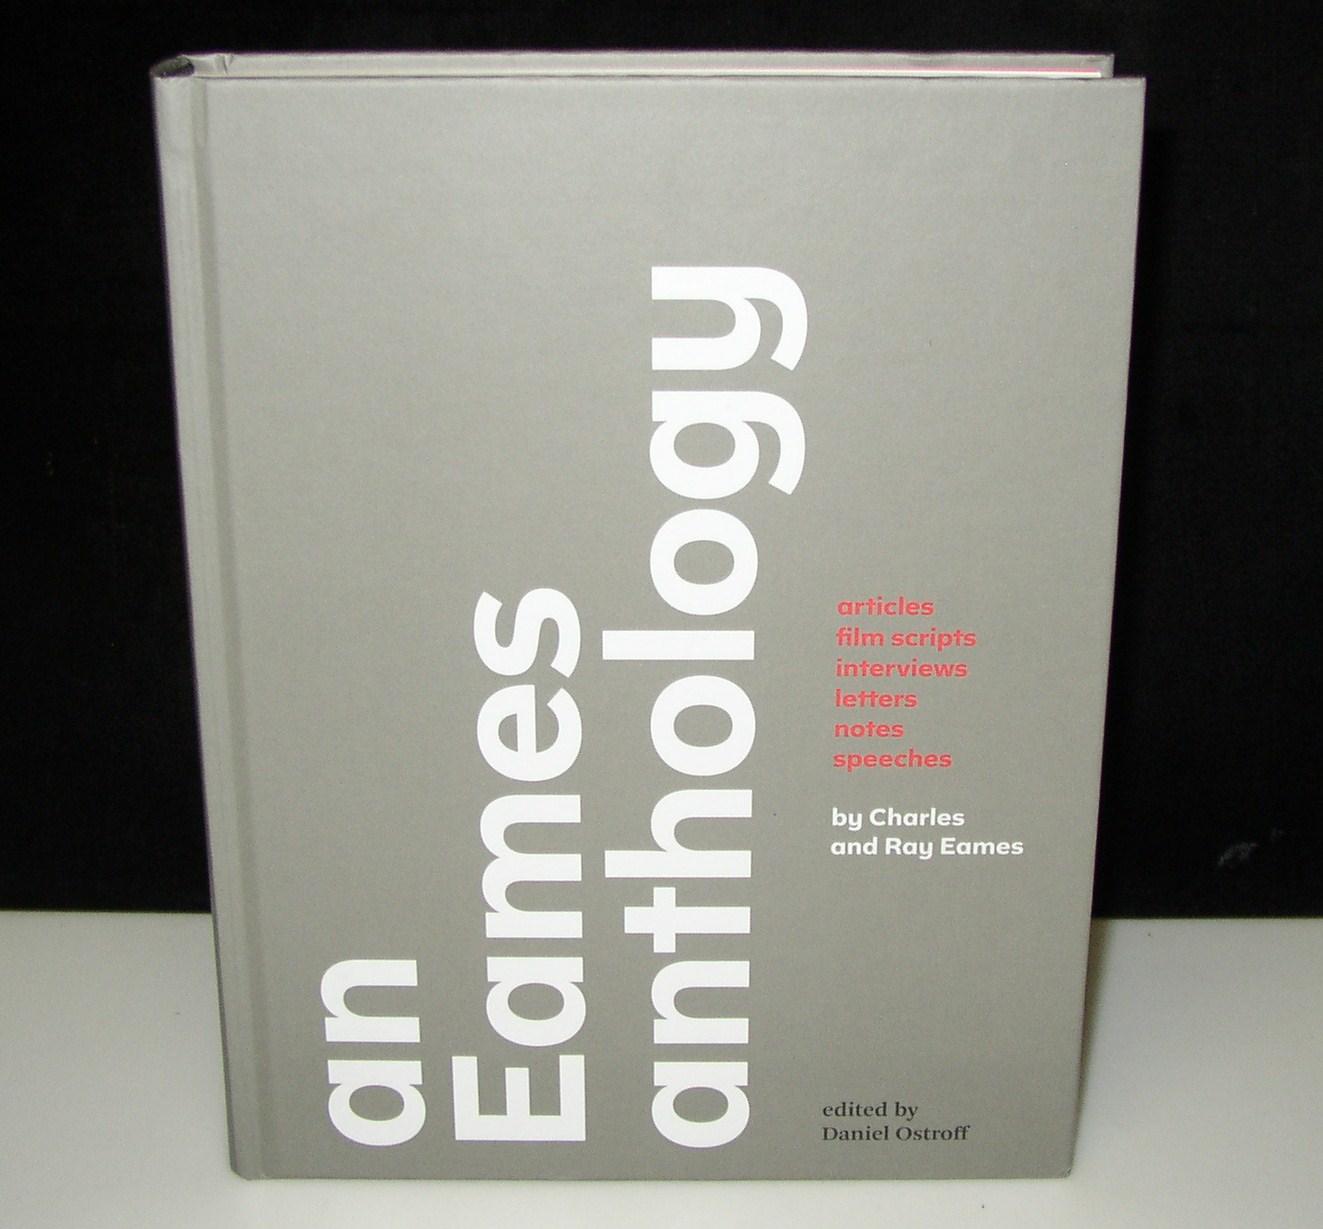 an
Eames
anthology
articles
film scripts
interviews
letters
notes
speeches
by Charles
and Ray Eames
edited by
Daniel Ostroff